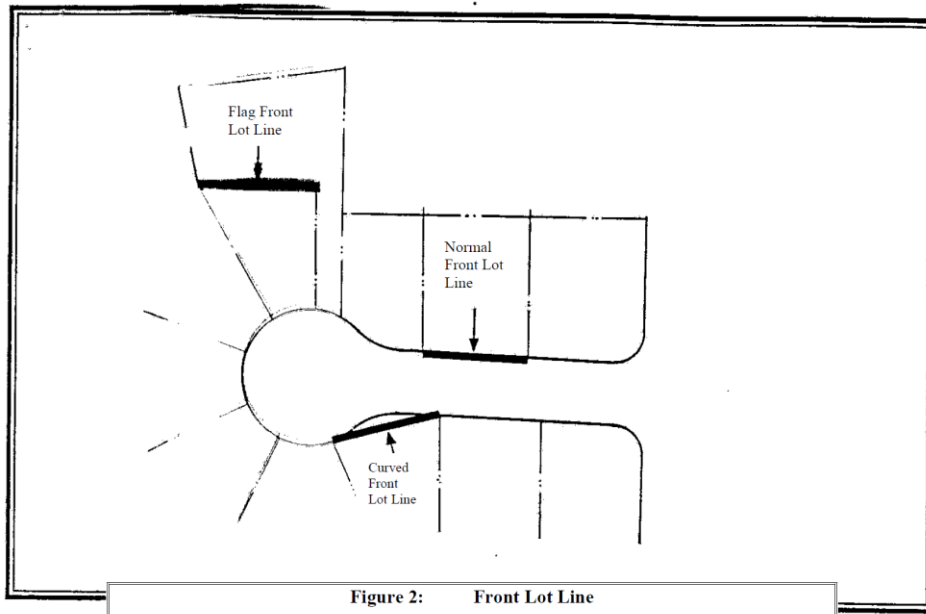 Flag Front
Lot Line
Normal
Front Lot
Line
Curved
Front
Lot Line
Figure 2: Front Lot Line